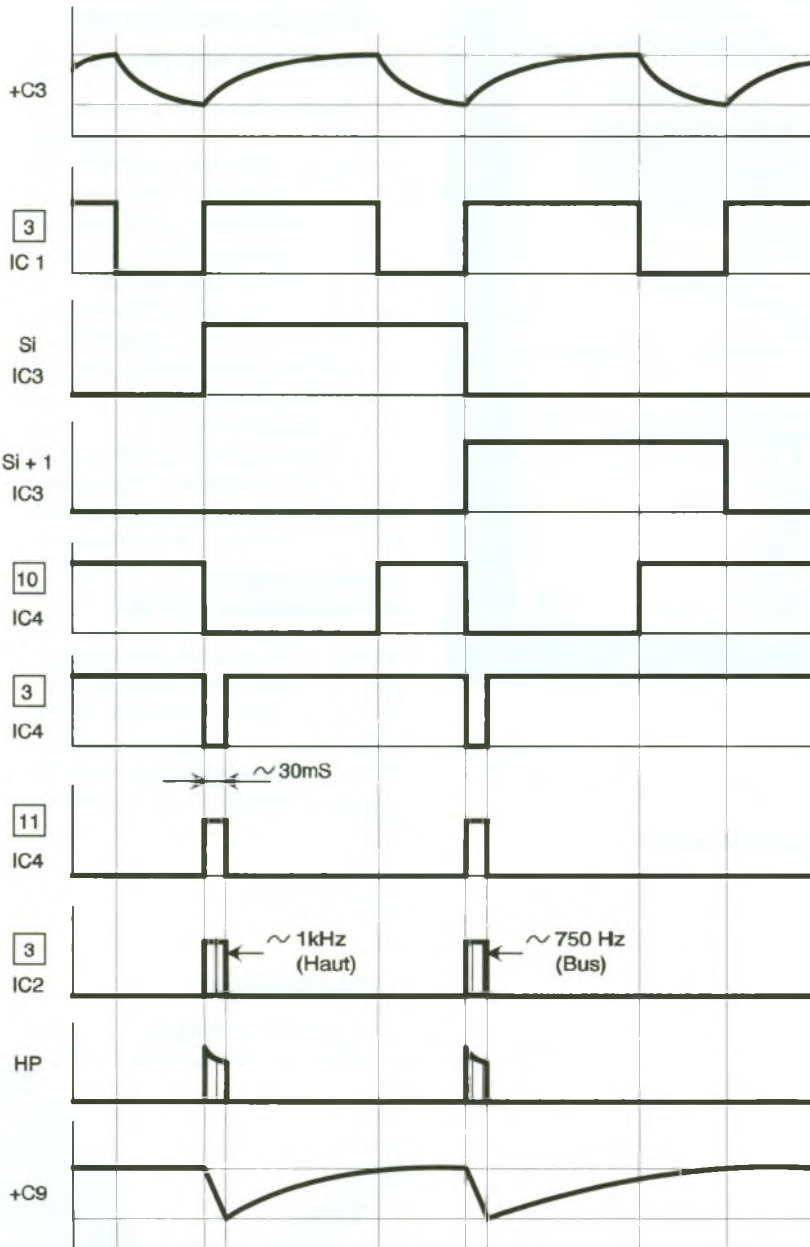 +C3
3
IC 1
Si
IC3
Si + 1
IC3
10
IC4
3
IC4
~ 30mS
11
IC4
3
IC2
~ 1kHz
(Haut)
~ 750 Hz
(Bus)
HP
+C9